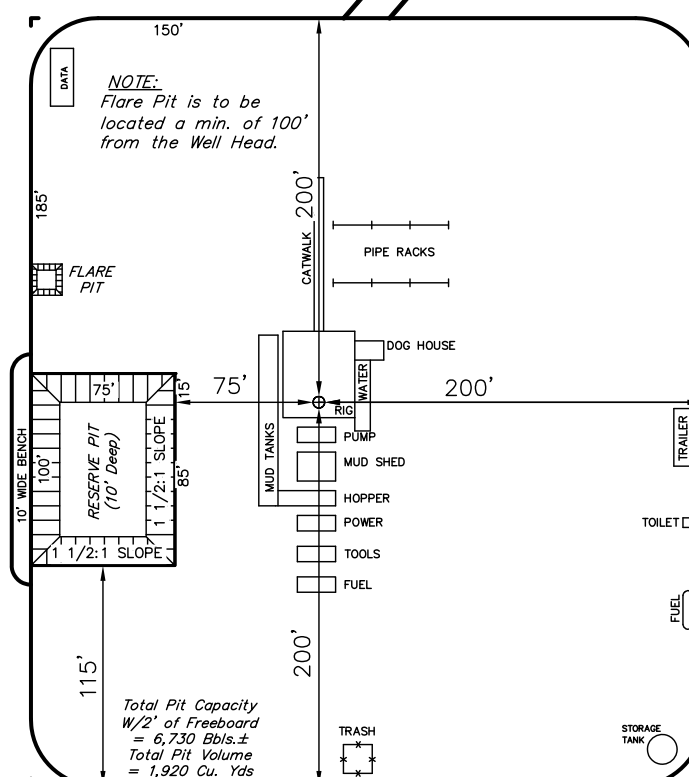 150'
DATA
NOTE:
Flare Pit is to be
located a min. of 100'
from the Well Head.
185'
200'
CATWALK
PIPE RACKS
FLARE
PIT
DOG HOUSE
WATER
RIG
75'
200'
75'
15'
10' WIDE BENCH
100'
RESERVE PIT
(10' Deep)
1 1/2:1 SLOPE
85'
1 1/2:1 SLOPE
MUD TANKS
PUMP
MUD SHED
HOPPER
POWER
TOOLS
FUEL
TRAILER
TOILET
FUEL
115'
200'
Total Pit Capacity
W/2' of Freeboard
= 6,730 Bbls.±
Total Pit Volume
= 1,920 Cu. Yds
TRASH
STORAGE
TANK